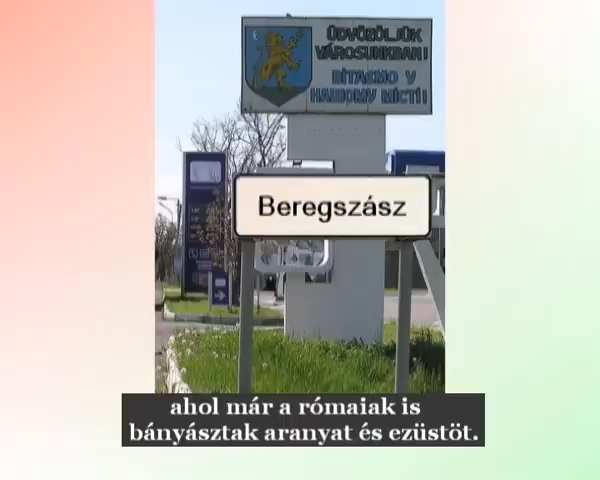 ÜDVÖZÖLJÜK
VÁROSUNKBAN!
ВІТАЄМО У
НАШОМУ МІСТІ!
Beregszász
ahol már a rómaiak is
bányásztak aranyat és ezüstöt.